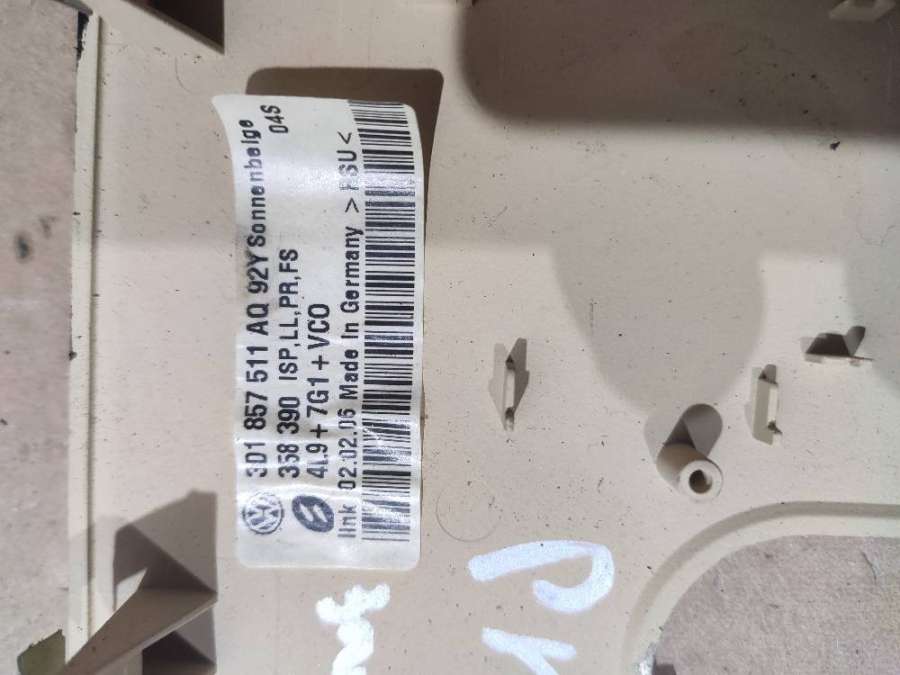 3D1 857 511 AQ 92Y Sonnenbeige
04S
358 390 ISP,LL,PR,FS
4L9+7G1+VCO
link 02.02.06 Made in Germany >PSU<